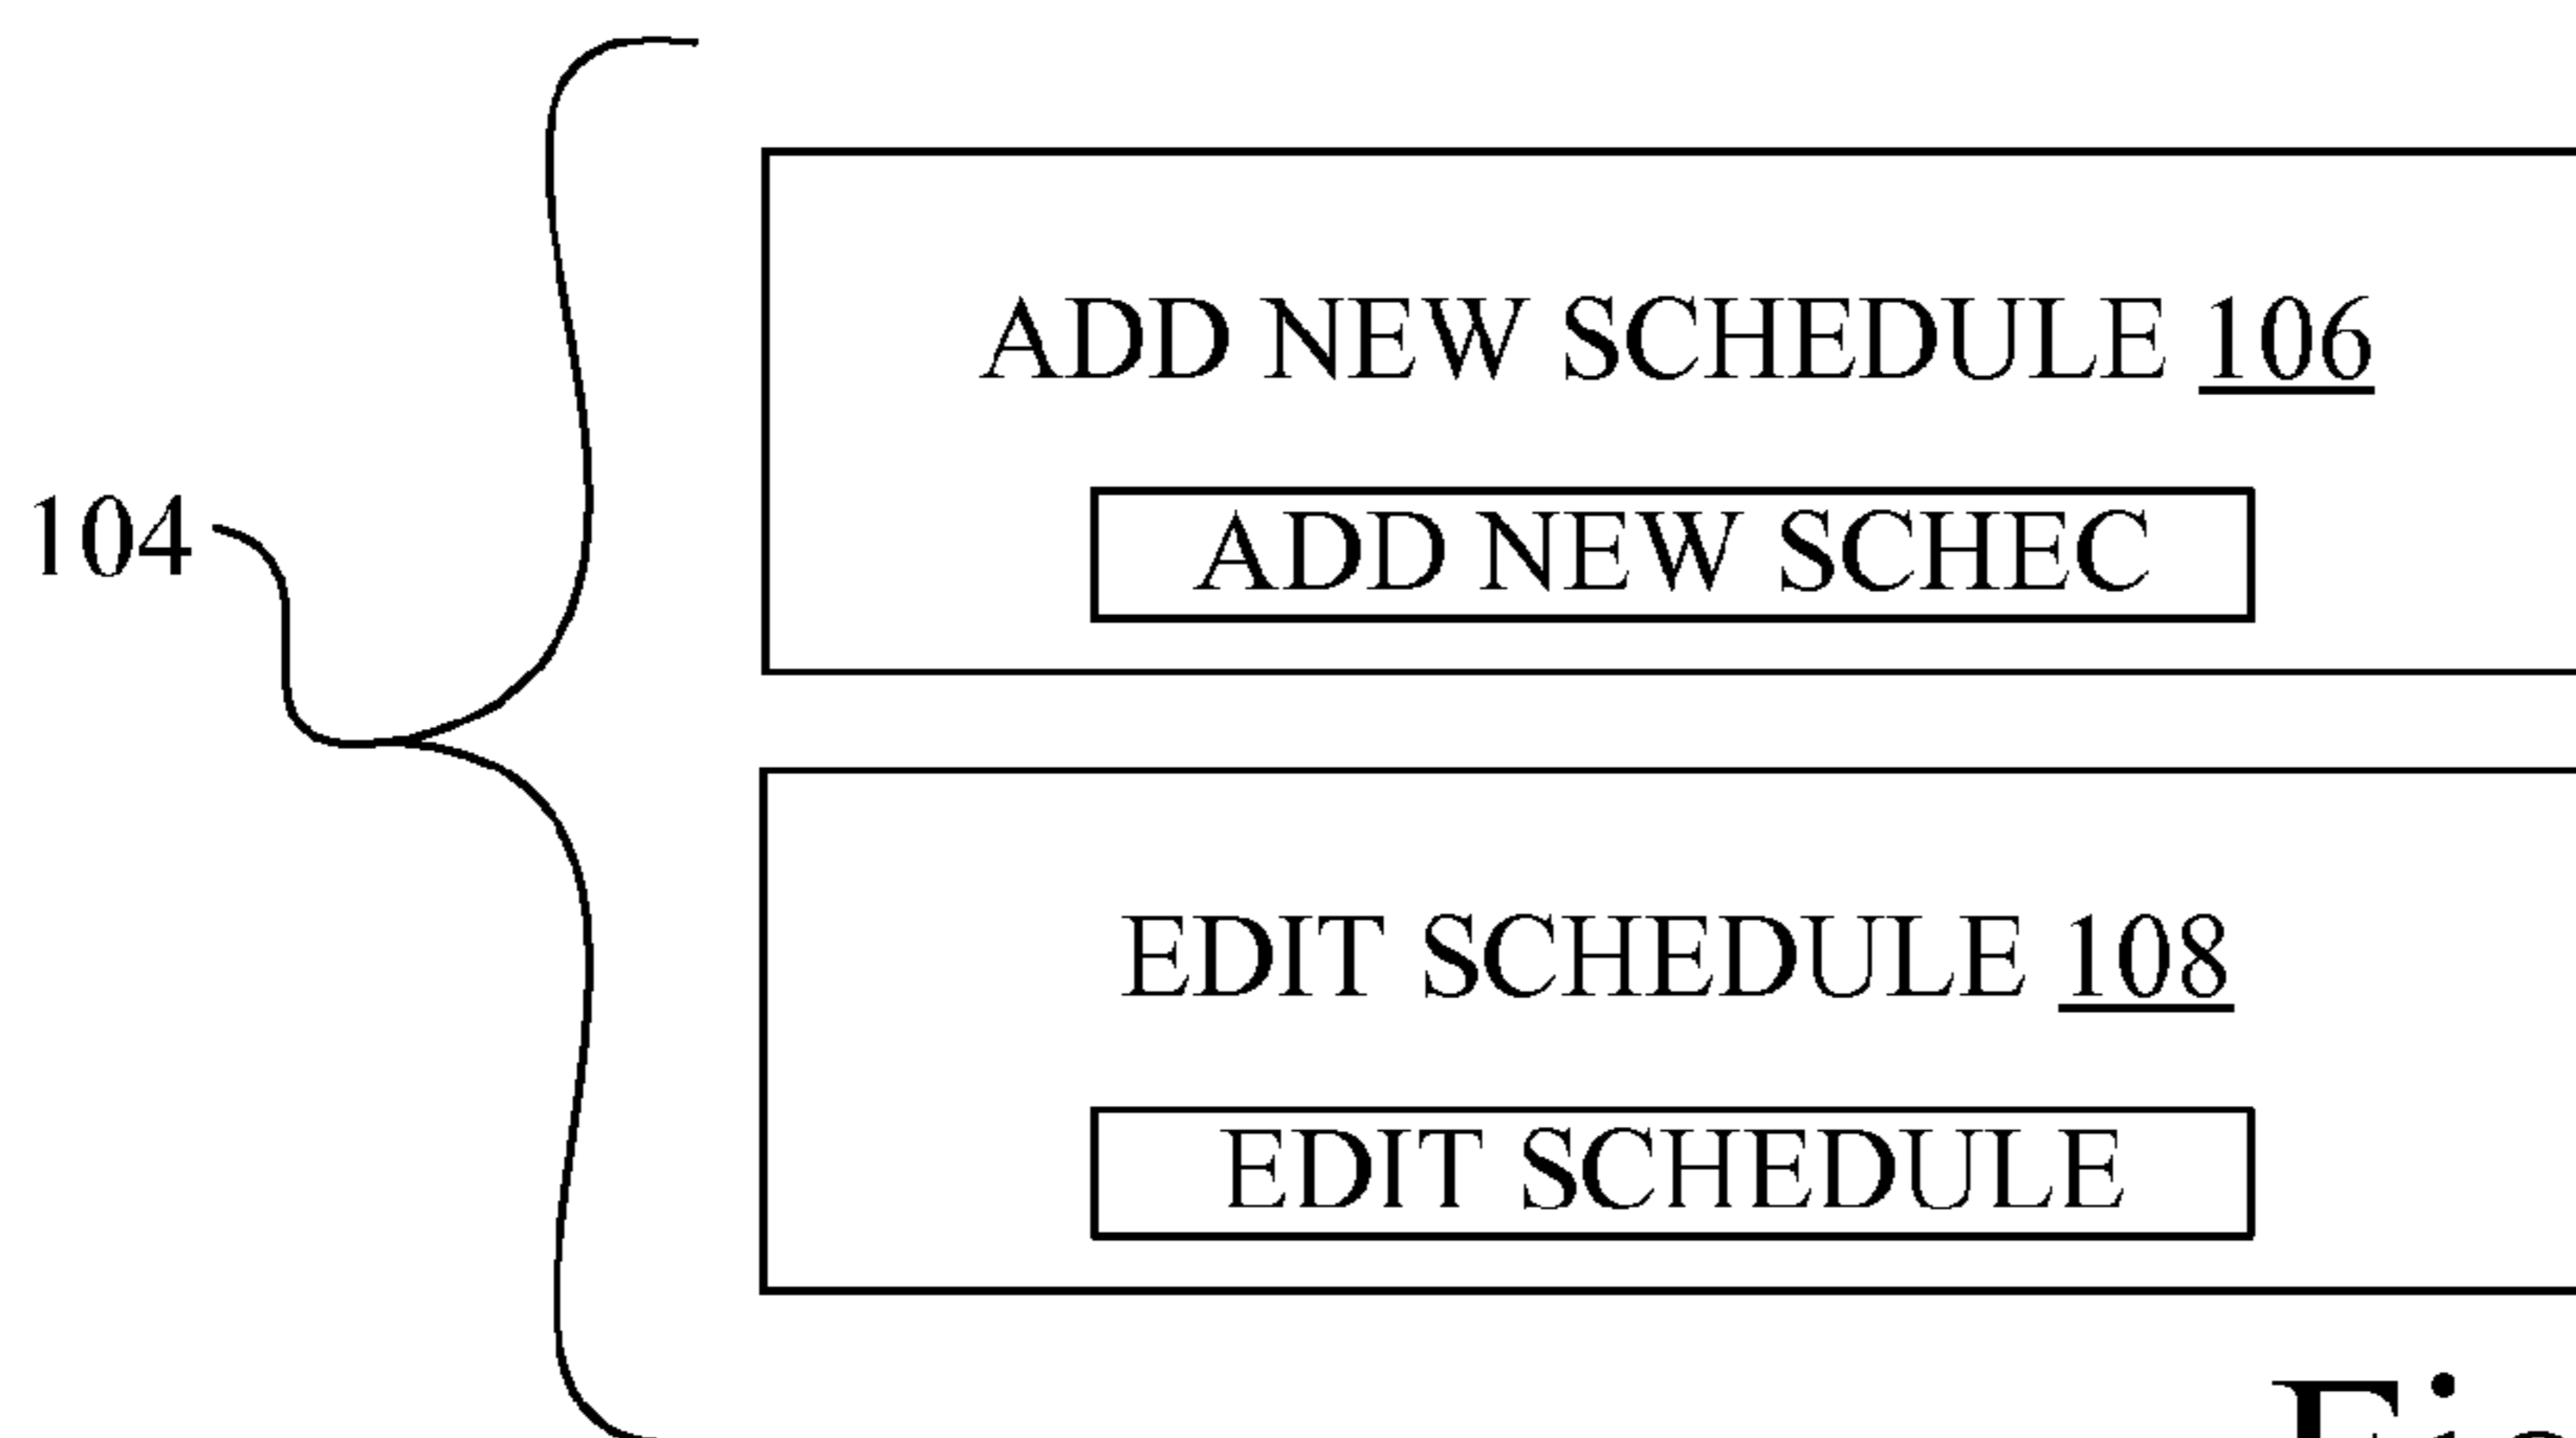 ADD NEW SCHEDULE 106
104
ADD NEW SCHEC
EDIT SCHEDULE 108
EDIT SCHEDULE